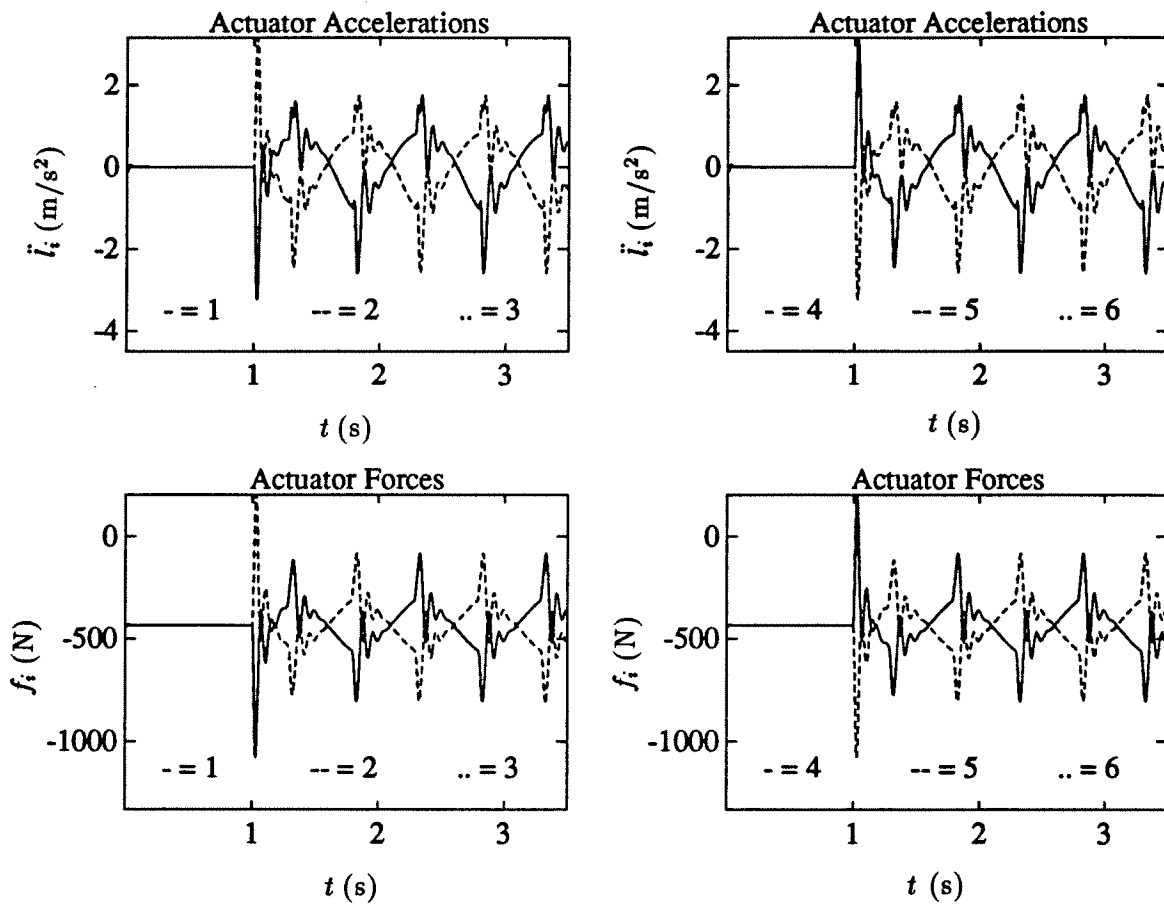 Actuator Accelerations
2
0
-2
-4
l̈ᵢ (m/s²)
- = 1 -- = 2 .. = 3
1 2 3
t (s)
Actuator Accelerations
2
0
-2
-4
l̈ᵢ (m/s²)
- = 4 -- = 5 .. = 6
1 2 3
t (s)
Actuator Forces
0
-500
-1000
fᵢ (N)
- = 1 -- = 2 .. = 3
1 2 3
t (s)
Actuator Forces
0
-500
-1000
fᵢ (N)
- = 4 -- = 5 .. = 6
1 2 3
t (s)